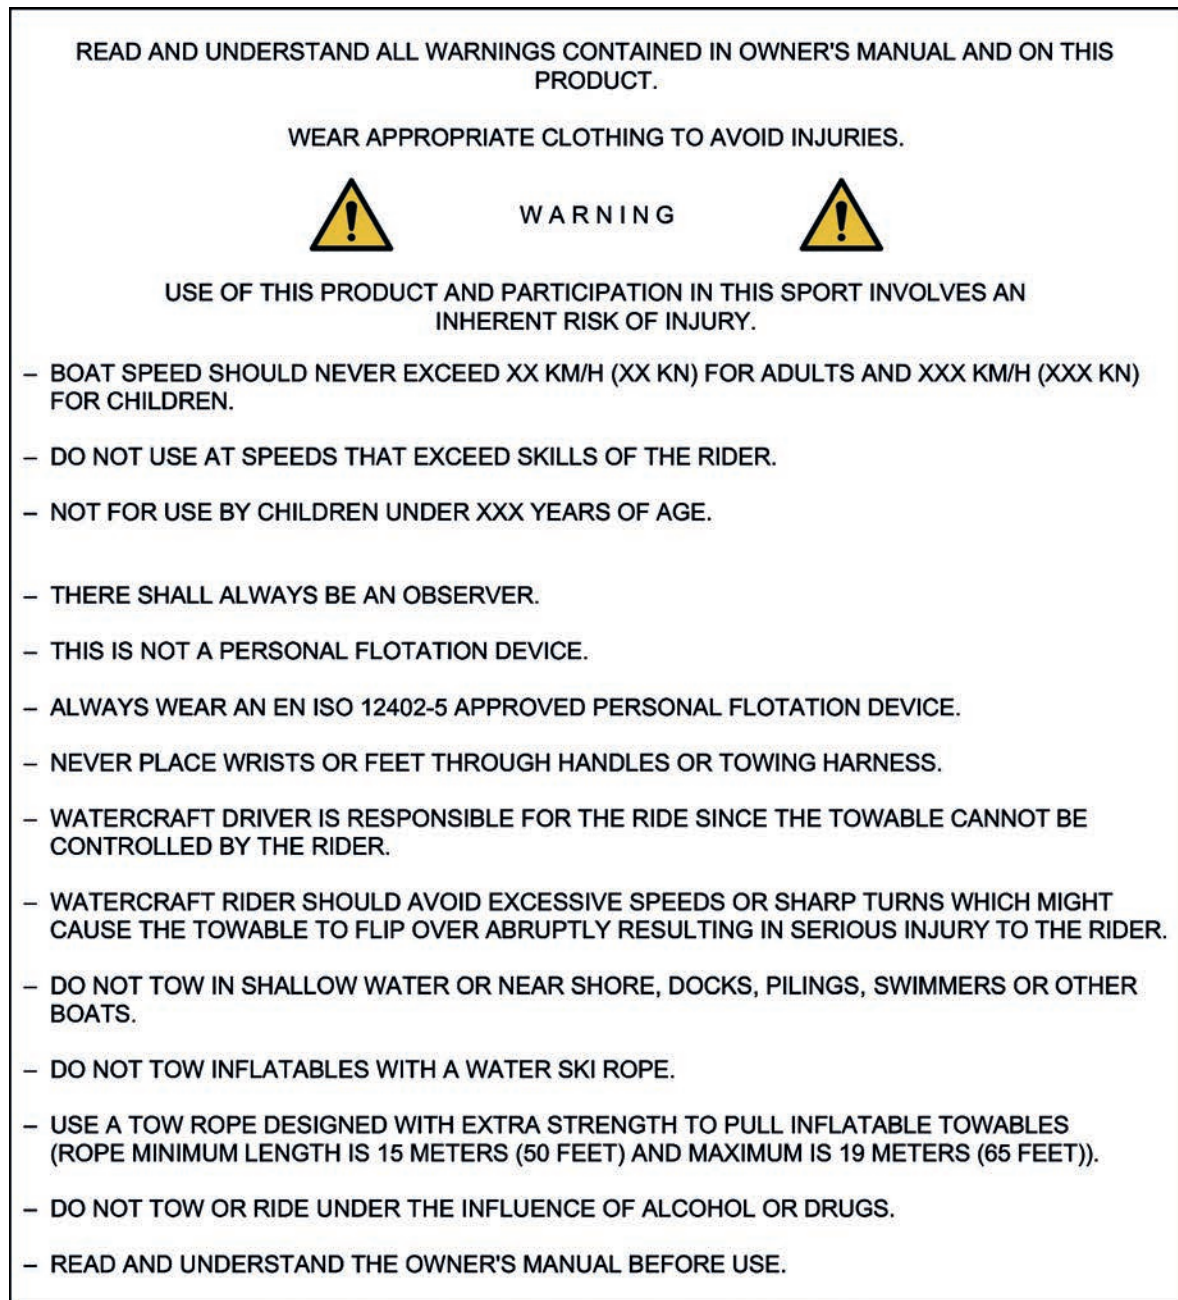 READ AND UNDERSTAND ALL WARNINGS CONTAINED IN OWNER'S MANUAL AND ON THIS
PRODUCT.
WEAR APPROPRIATE CLOTHING TO AVOID INJURIES.
WARNING
USE OF THIS PRODUCT AND PARTICIPATION IN THIS SPORT INVOLVES AN
INHERENT RISK OF INJURY.
– BOAT SPEED SHOULD NEVER EXCEED XX KM/H (XX KN) FOR ADULTS AND XXX KM/H (XXX KN)
FOR CHILDREN.
– DO NOT USE AT SPEEDS THAT EXCEED SKILLS OF THE RIDER.
– NOT FOR USE BY CHILDREN UNDER XXX YEARS OF AGE.
– THERE SHALL ALWAYS BE AN OBSERVER.
– THIS IS NOT A PERSONAL FLOTATION DEVICE.
– ALWAYS WEAR AN EN ISO 12402-5 APPROVED PERSONAL FLOTATION DEVICE.
– NEVER PLACE WRISTS OR FEET THROUGH HANDLES OR TOWING HARNESS.
– WATERCRAFT DRIVER IS RESPONSIBLE FOR THE RIDE SINCE THE TOWABLE CANNOT BE
CONTROLLED BY THE RIDER.
– WATERCRAFT RIDER SHOULD AVOID EXCESSIVE SPEEDS OR SHARP TURNS WHICH MIGHT
CAUSE THE TOWABLE TO FLIP OVER ABRUPTLY RESULTING IN SERIOUS INJURY TO THE RIDER.
– DO NOT TOW IN SHALLOW WATER OR NEAR SHORE, DOCKS, PILINGS, SWIMMERS OR OTHER
BOATS.
– DO NOT TOW INFLATABLES WITH A WATER SKI ROPE.
– USE A TOW ROPE DESIGNED WITH EXTRA STRENGTH TO PULL INFLATABLE TOWABLES
(ROPE MINIMUM LENGTH IS 15 METERS (50 FEET) AND MAXIMUM IS 19 METERS (65 FEET)).
– DO NOT TOW OR RIDE UNDER THE INFLUENCE OF ALCOHOL OR DRUGS.
– READ AND UNDERSTAND THE OWNER'S MANUAL BEFORE USE.